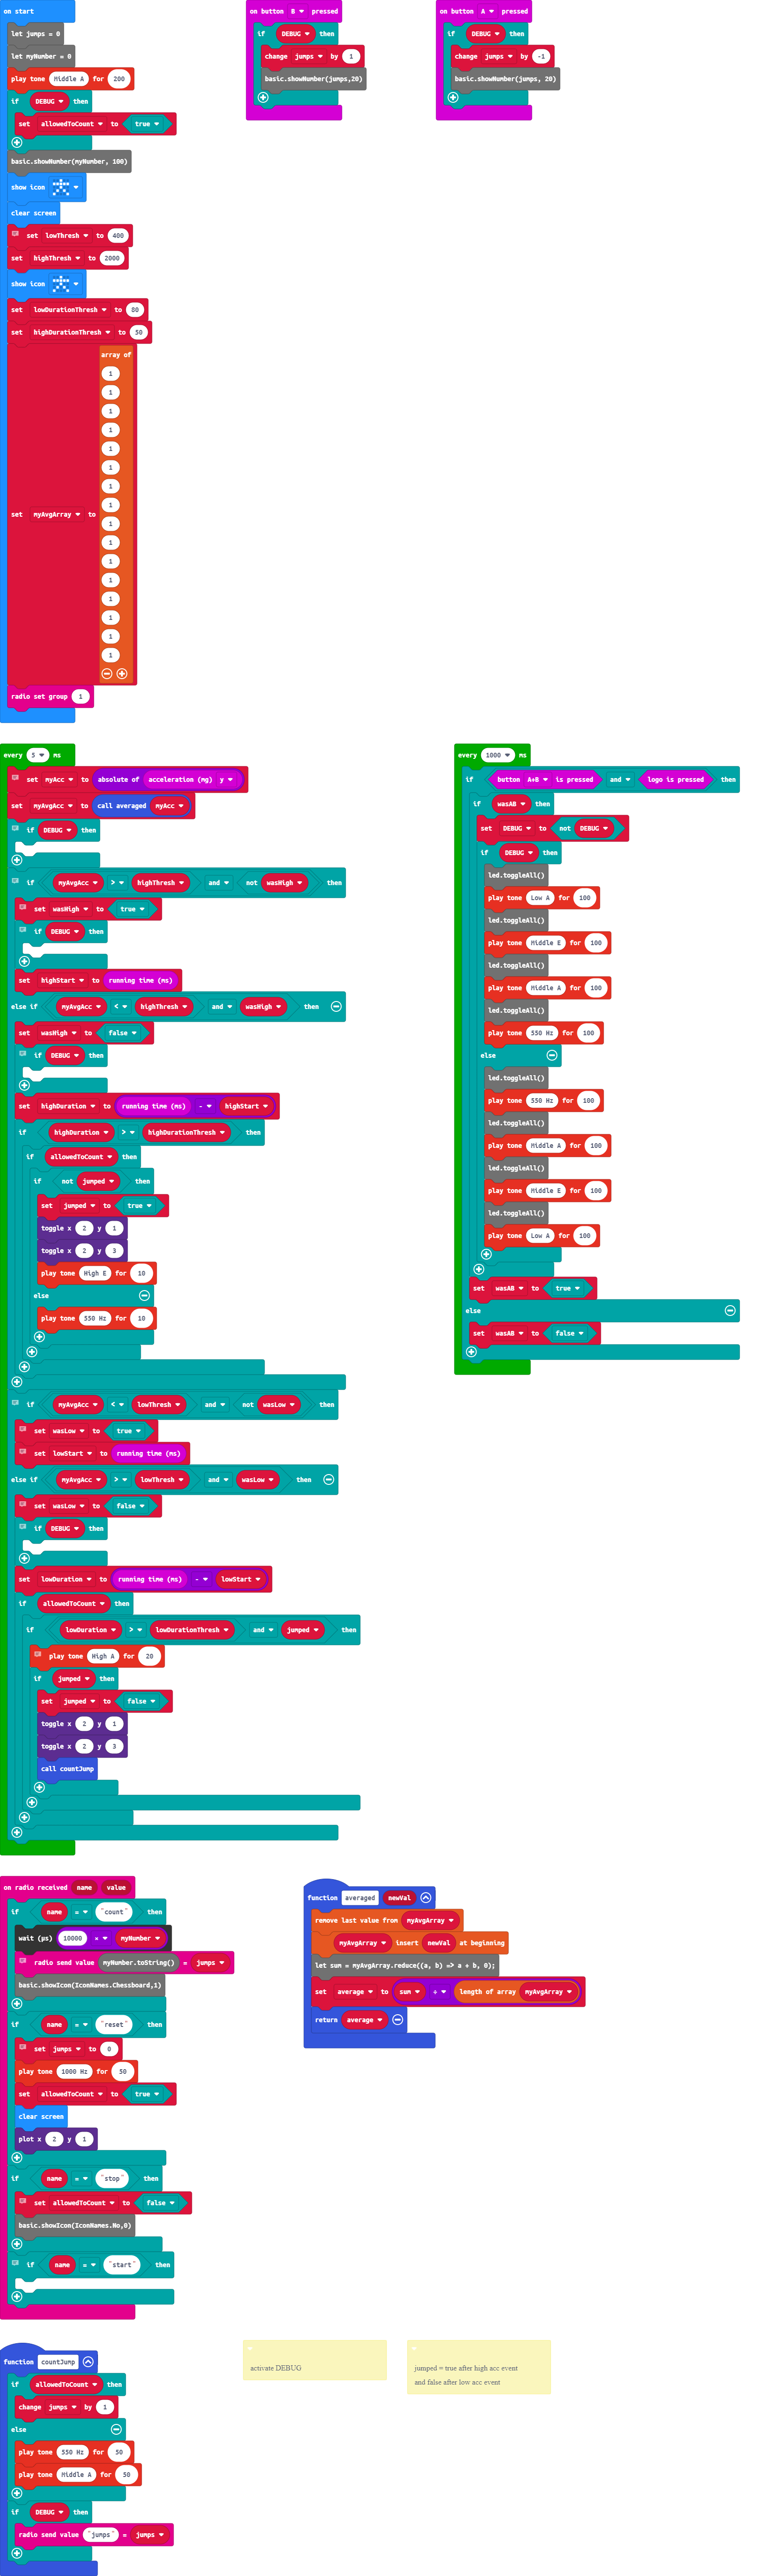 on start
let jumps = 0
let myNumber = 0
play tone Middle A for 200
if DEBUG then
set allowedToCount to true
basic.showNumber(myNumber, 100)
show icon
clear screen
set lowThresh to 400
set highThresh to 2000
show icon
set lowDurationThresh to 80
set highDurationThresh to 50
array of
1
1
1
1
1
1
1
1
set myAvgArray to
1
1
1
1
1
1
1
1
radio set group 1
on button B pressed
if DEBUG then
change jumps by 1
basic.showNumber(jumps,20)
on button A pressed
if DEBUG then
change jumps by -1
basic.showNumber(jumps, 20)
every 5 ms
set myAcc to absolute of acceleration (mg) y
set myAvgAcc to call averaged myAcc
if DEBUG then
if myAvgAcc > highThresh and not wasHigh then
set wasHigh to true
if DEBUG then
set highStart to running time (ms)
else if myAvgAcc < highThresh and wasHigh then
set wasHigh to false
if DEBUG then
set highDuration to running time (ms) - highStart
if highDuration > highDurationThresh then
if allowedToCount then
if not jumped then
set jumped to true
toggle x 2 y 1
toggle x 2 y 3
play tone High E for 10
else
play tone 550 Hz for 10
if myAvgAcc < lowThresh and not wasLow then
set wasLow to true
set lowStart to running time (ms)
else if myAvgAcc > lowThresh and wasLow then
set wasLow to false
if DEBUG then
set lowDuration to running time (ms) - lowStart
if allowedToCount then
if lowDuration > lowDurationThresh and jumped then
play tone High A for 20
if jumped then
set jumped to false
toggle x 2 y 1
toggle x 2 y 3
call countJump
every 1000 ms
if button A+B is pressed and logo is pressed then
if wasAB then
set DEBUG to not DEBUG
if DEBUG then
led.toggleAll()
play tone Low A for 100
led.toggleAll()
play tone Middle E for 100
led.toggleAll()
play tone Middle A for 100
led.toggleAll()
play tone 550 Hz for 100
else
led.toggleAll()
play tone 550 Hz for 100
led.toggleAll()
play tone Middle A for 100
led.toggleAll()
play tone Middle E for 100
led.toggleAll()
play tone Low A for 100
set wasAB to true
else
set wasAB to false
on radio received name value
if name = "count" then
wait (µs) 10000 × myNumber
radio send value myNumber.toString() = jumps
basic.showIcon(IconNames.Chessboard,1)
if name = "reset" then
set jumps to 0
play tone 1000 Hz for 50
set allowedToCount to true
clear screen
plot x 2 y 1
if name = "stop" then
set allowedToCount to false
basic.showIcon(IconNames.No,0)
if name = "start" then
function averaged newVal
remove last value from myAvgArray
myAvgArray insert newVal at beginning
let sum = myAvgArray.reduce((a, b) => a + b, 0);
set average to sum ÷ length of array myAvgArray
return average
function countJump
if allowedToCount then
change jumps by 1
else
play tone 550 Hz for 50
play tone Middle A for 50
if DEBUG then
radio send value "jumps" = jumps
activate DEBUG
jumped = true after high acc event
and false after low acc event